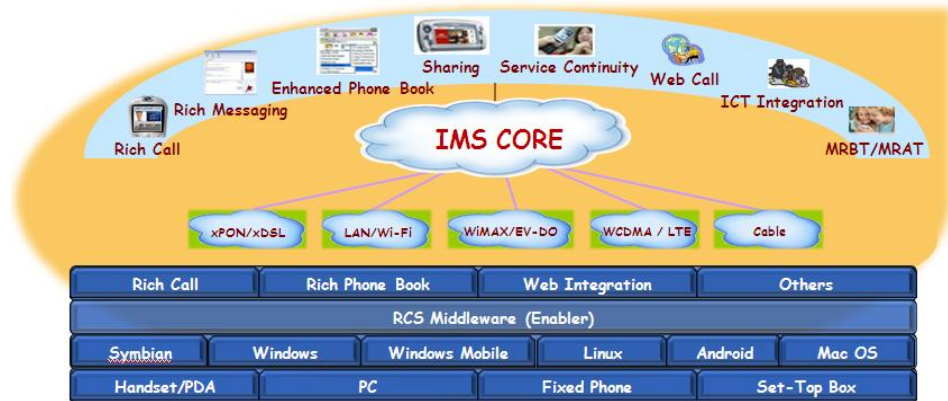 Sharing
Service Continuity
Web Call
Enhanced Phone Book
ICT Integration
Rich Messaging
Rich Call
IMS CORE
MRBT/MRAT
xPON/xDSL
LAN/Wi-Fi
WiMAX/EV-DO
WCDMA / LTE
Cable
Rich Call
Rich Phone Book
Web Integration
Others
RCS Middleware (Enabler)
Symbian
Windows
Windows Mobile
Linux
Android
Mac OS
Handset/PDA
PC
Fixed Phone
Set-Top Box